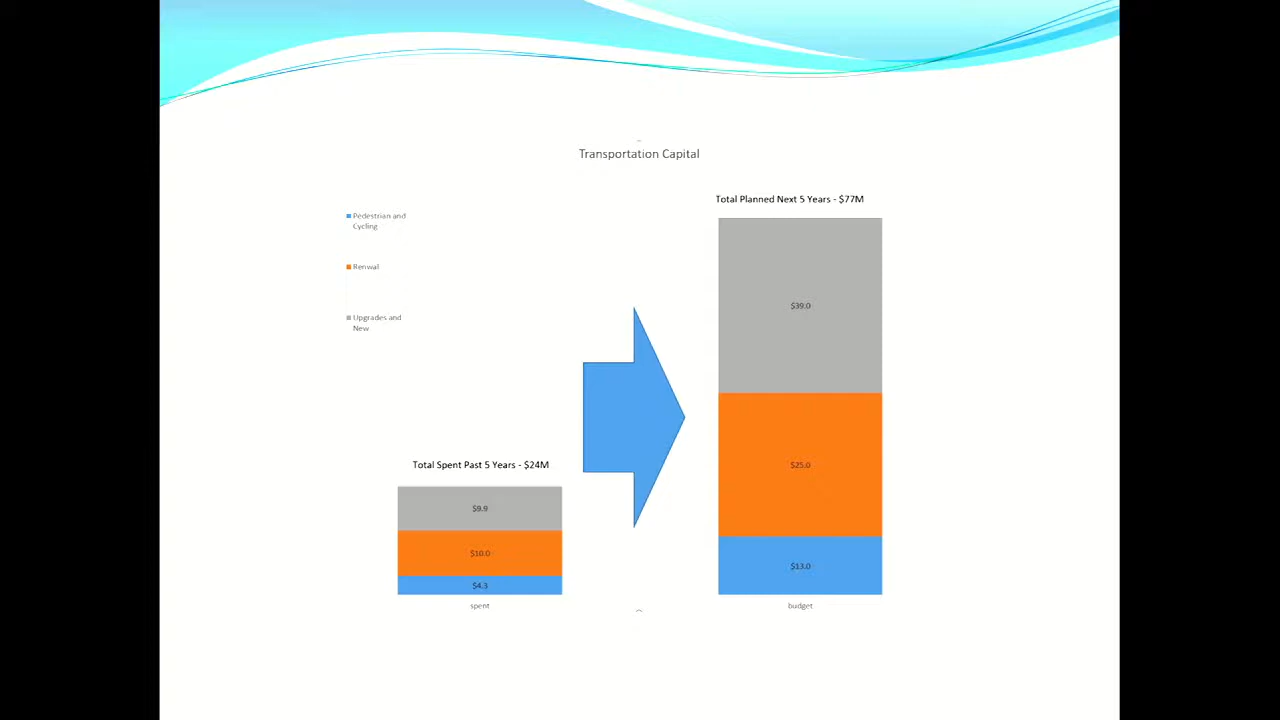 Transportation Capital
Total Planned Next 5 Years - $77M
Pedestrian and
Cycling
Renwal
Upgrades and
New
$39.0
$25.0
$13.0
Total Spent Past 5 Years - $24M
$9.9
$10.0
$4.3
spent
budget